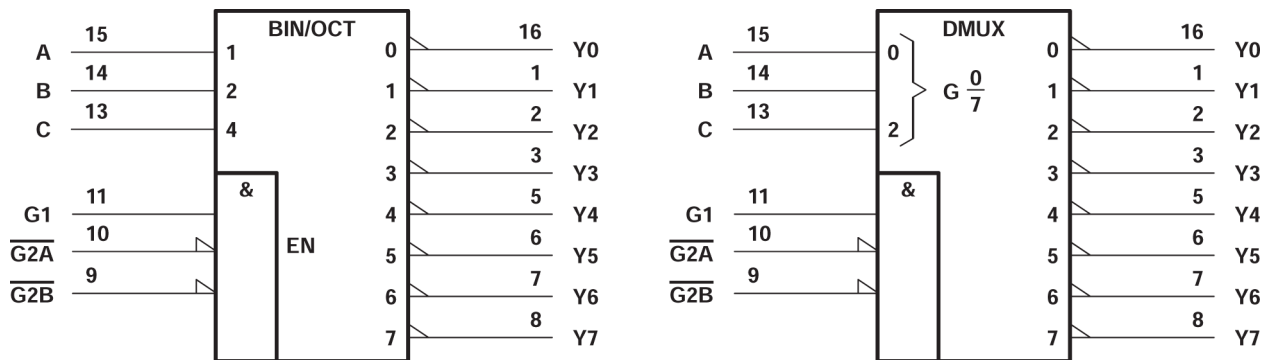 BIN/OCT
A 15 1 0 16 Y0
B 14 2 1 1 Y1
C 13 4 2 2 Y2
3 3 Y3
&
G1 11 4 5 Y4
G2A 10 EN 5 6 Y5
G2B 9 6 7 Y6
7 8 Y7
DMUX
A 15 0 0 16 Y0
B 14 G 0/7 1 1 Y1
C 13 2 2 2 Y2
3 3 Y3
&
G1 11 4 5 Y4
G2A 10 5 6 Y5
G2B 9 6 7 Y6
7 8 Y7